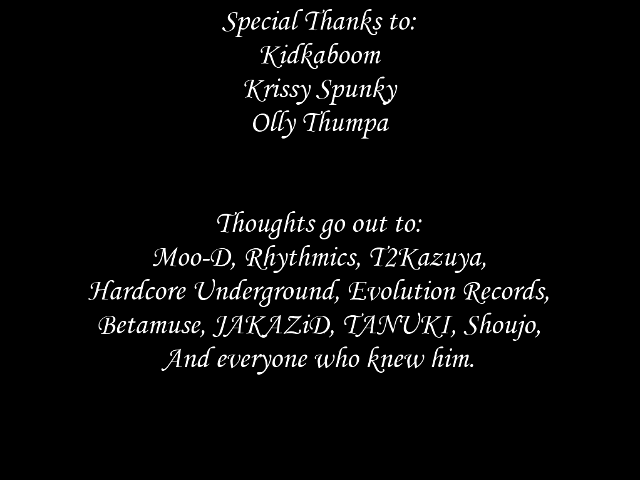 Special Thanks to:
Kidkaboom
Krissy Spunky
Olly Thumpa
Thoughts go out to:
Moo-D, Rhythmics, T2Kazuya,
Hardcore Underground, Evolution Records,
Betamuse, JAKAZiD, TANUKI, Shoujo,
And everyone who knew him.